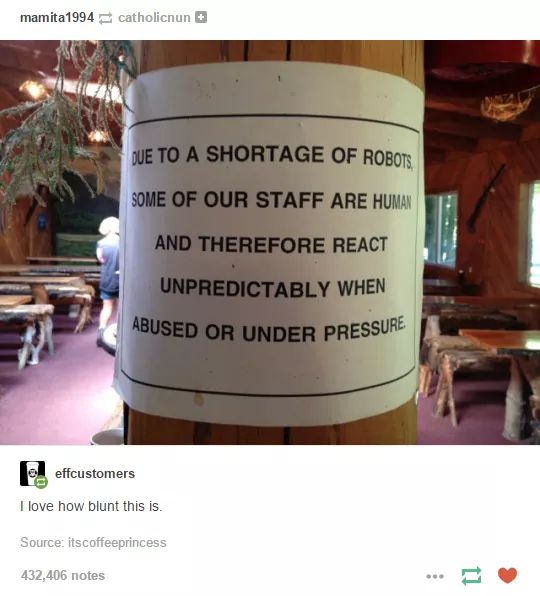 mamita1994 catholicnun
DUE TO A SHORTAGE OF ROBOTS,
SOME OF OUR STAFF ARE HUMAN
AND THEREFORE REACT
UNPREDICTABLY WHEN
ABUSED OR UNDER PRESSURE.
effcustomers
I love how blunt this is.
Source: itscoffeeprincess
432,406 notes